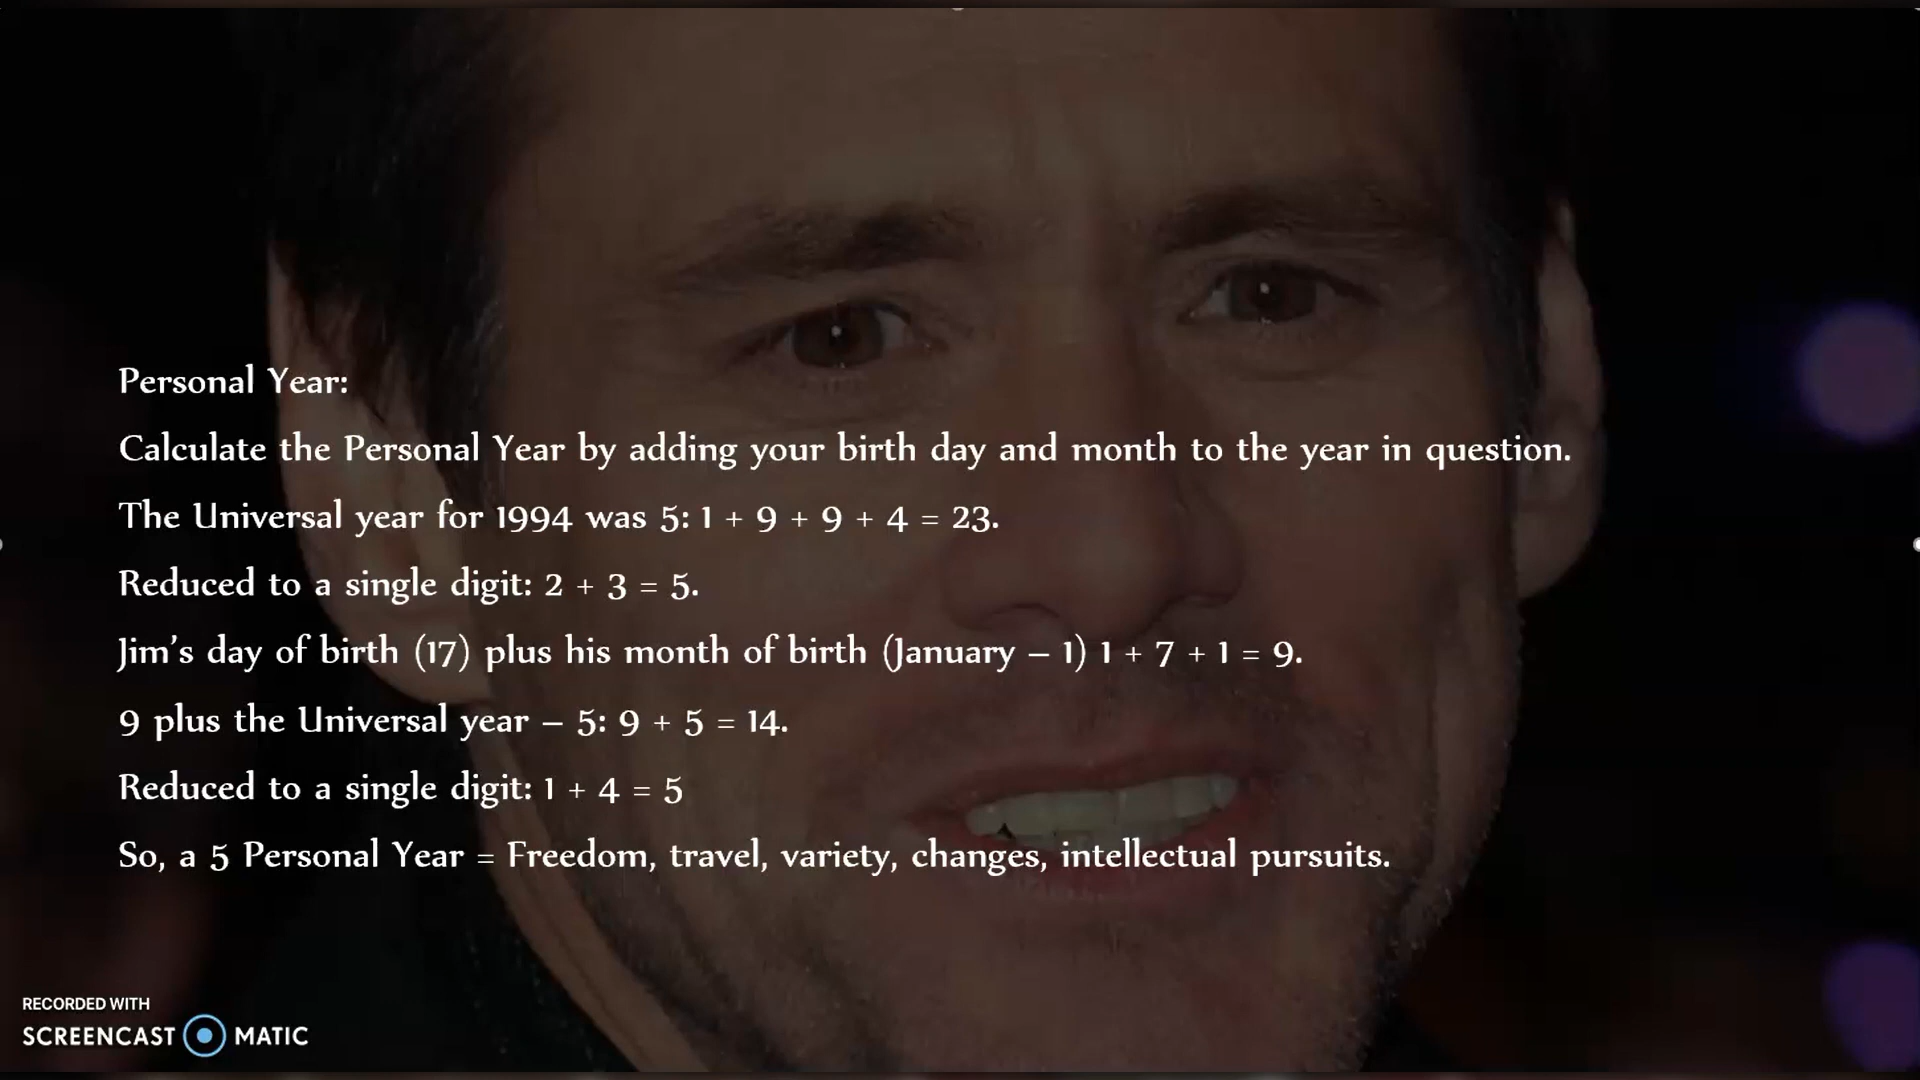 Personal Year:
Calculate the Personal Year by adding your birth day and month to the year in question.
The Universal year for 1994 was 5: 1 + 9 + 9 + 4 = 23.
Reduced to a single digit: 2 + 3 = 5.
Jim’s day of birth (17) plus his month of birth (January – 1) 1 + 7 + 1 = 9.
9 plus the Universal year – 5: 9 + 5 = 14.
Reduced to a single digit: 1 + 4 = 5
So, a 5 Personal Year = Freedom, travel, variety, changes, intellectual pursuits.
RECORDED WITH
SCREENCAST MATIC